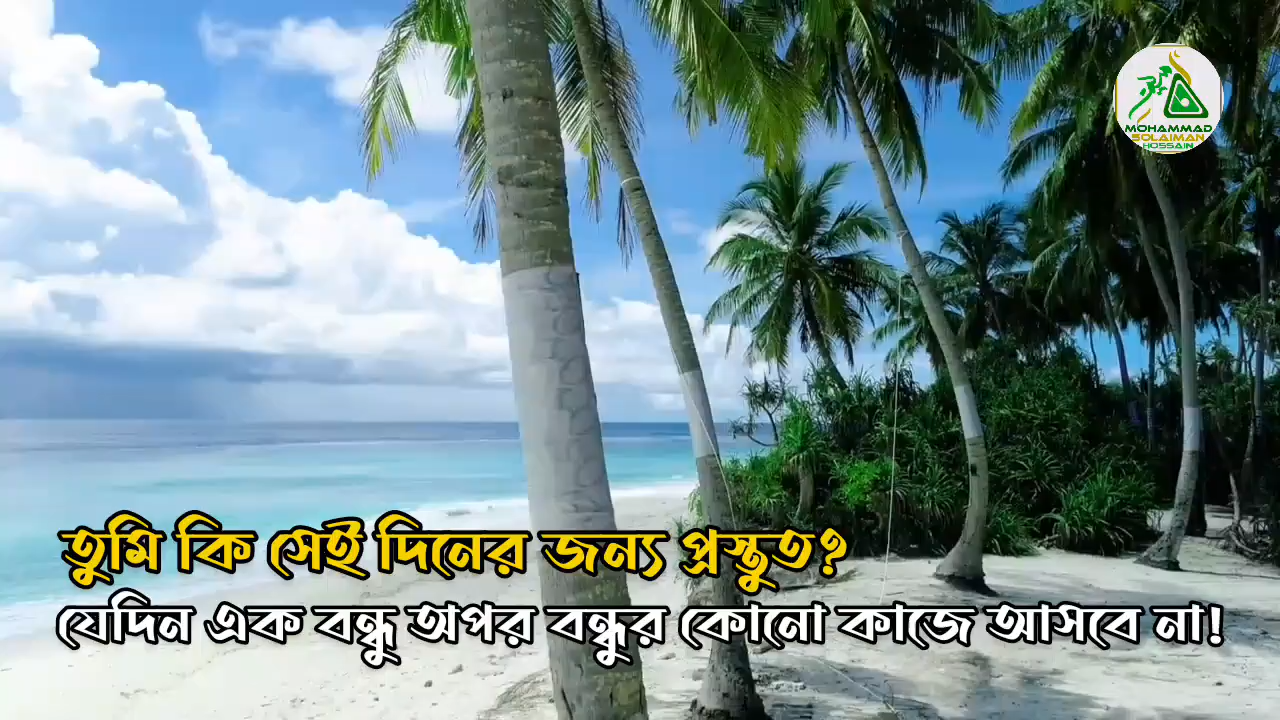 MOHAMMAD
SOLAIMAN
HOSSAIN
তুমি কি সেই দিনের জন্য প্রস্তুত?
যেদিন এক বন্ধু অপর বন্ধুর কোনো কাজে আসবে না!